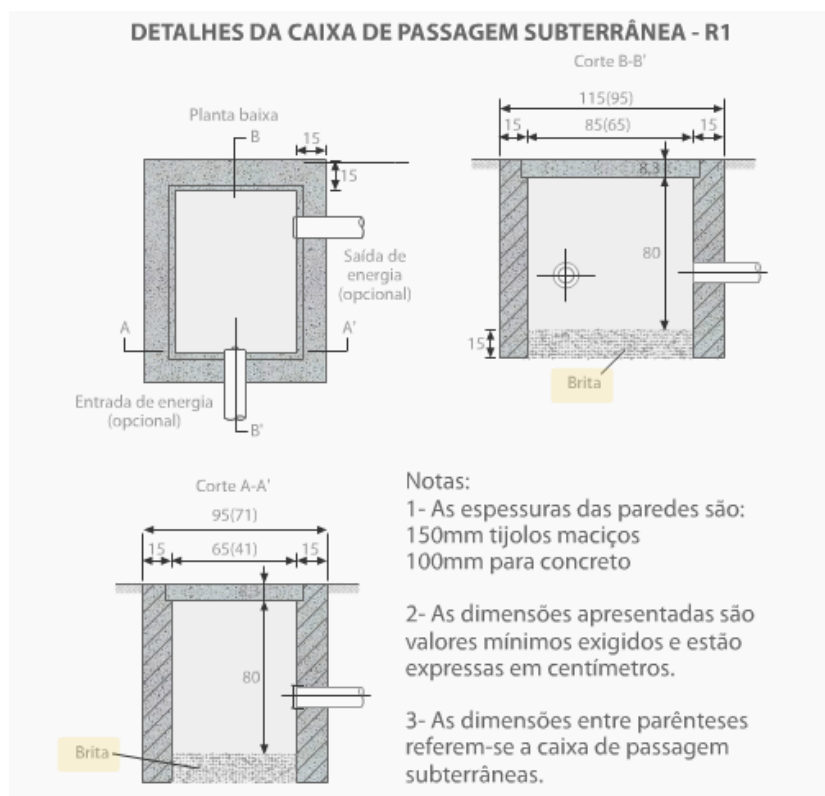 DETALHES DA CAIXA DE PASSAGEM SUBTERRÂNEA - R1
Corte B-B'
Planta baixa
B
15
15
Saída de
energia
(opcional)
A
A'
Entrada de energia
(opcional)
B'
115(95)
15
85(65)
15
8,3
80
15
Brita
Corte A-A'
95(71)
15
65(41)
15
80
Brita
Notas:
1- As espessuras das paredes são:
150mm tijolos maciços
100mm para concreto
2- As dimensões apresentadas são
valores mínimos exigidos e estão
expressas em centímetros.
3- As dimensões entre parênteses
referem-se a caixa de passagem
subterrâneas.